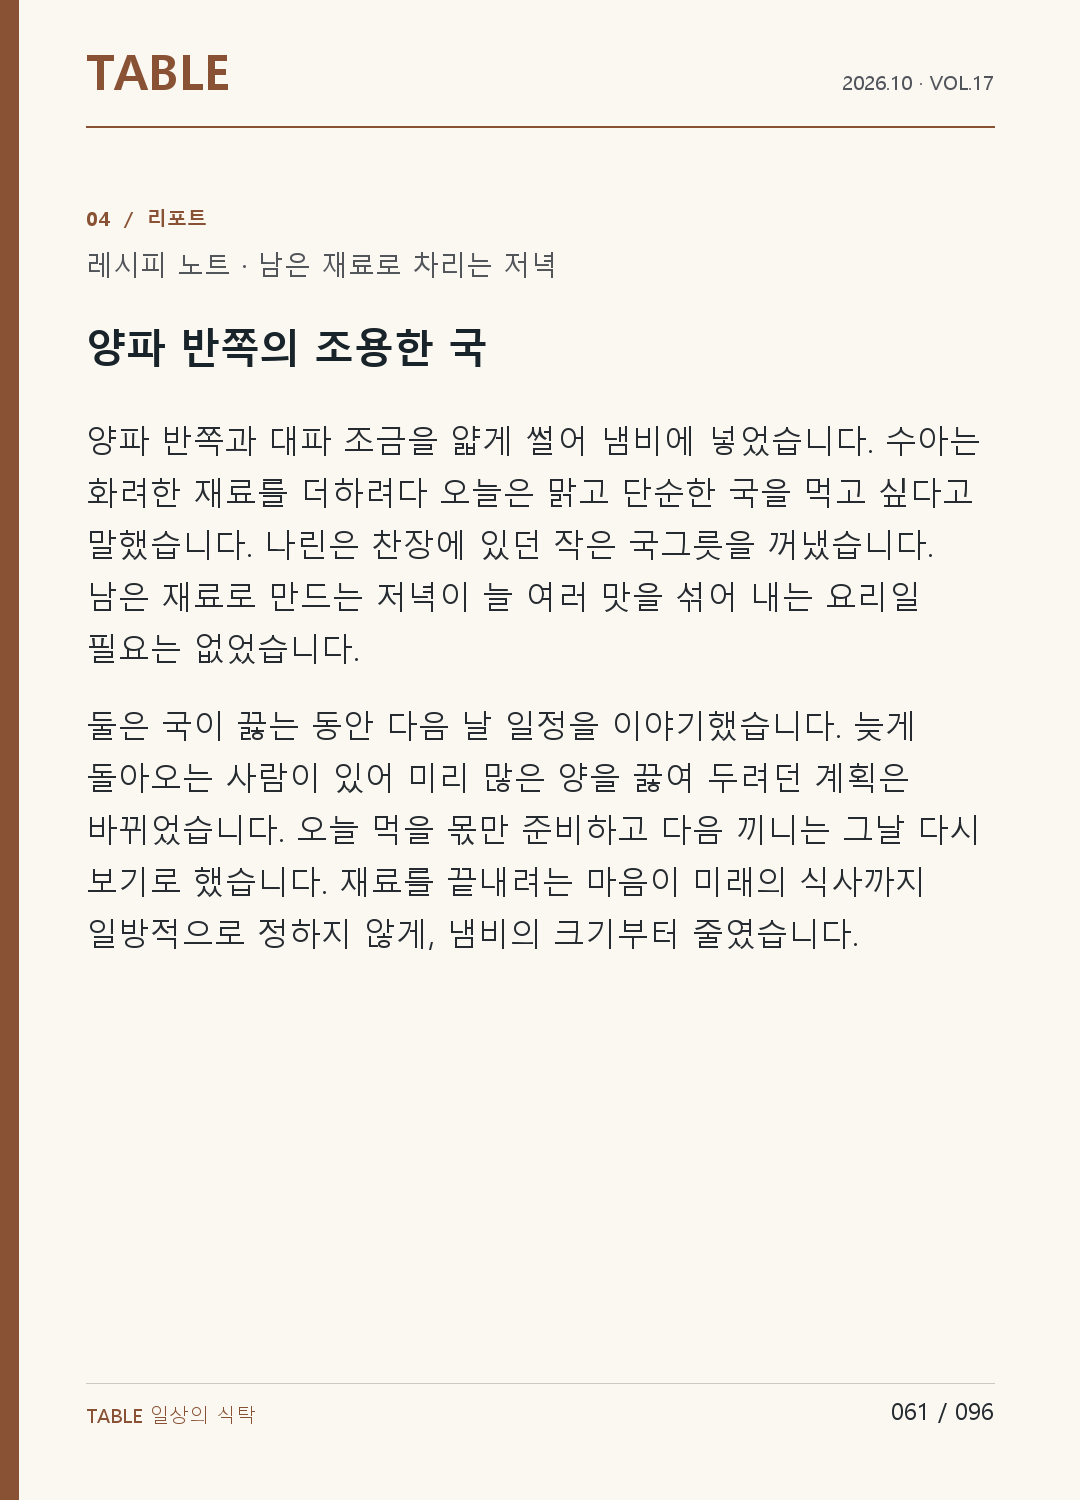 TABLE
2026.10 · VOL.17
04 / 리포트
레시피 노트 · 남은 재료로 차리는 저녁
양파 반쪽의 조용한 국
양파 반쪽과 대파 조금을 얇게 썰어 냄비에 넣었습니다. 수아는
화려한 재료를 더하려다 오늘은 맑고 단순한 국을 먹고 싶다고
말했습니다. 나린은 찬장에 있던 작은 국그릇을 꺼냈습니다.
남은 재료로 만드는 저녁이 늘 여러 맛을 섞어 내는 요리일
필요는 없었습니다.
둘은 국이 끓는 동안 다음 날 일정을 이야기했습니다. 늦게
돌아오는 사람이 있어 미리 많은 양을 끓여 두려던 계획은
바뀌었습니다. 오늘 먹을 몫만 준비하고 다음 끼니는 그날 다시
보기로 했습니다. 재료를 끝내려는 마음이 미래의 식사까지
일방적으로 정하지 않게, 냄비의 크기부터 줄였습니다.
TABLE 일상의 식탁
061 / 096